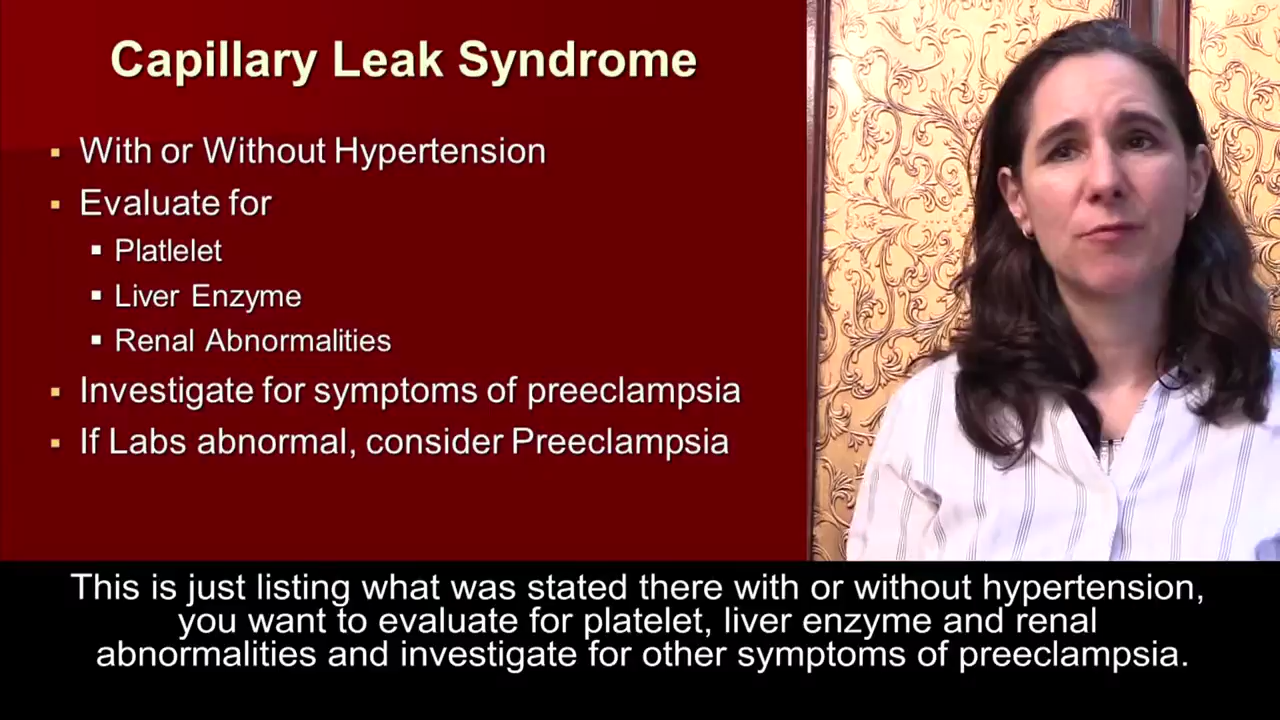 Capillary Leak Syndrome
With or Without Hypertension
Evaluate for
Platlelet
Liver Enzyme
Renal Abnormalities
Investigate for symptoms of preeclampsia
If Labs abnormal, consider Preeclampsia
This is just listing what was stated there with or without hypertension,
you want to evaluate for platelet, liver enzyme and renal
abnormalities and investigate for other symptoms of preeclampsia.